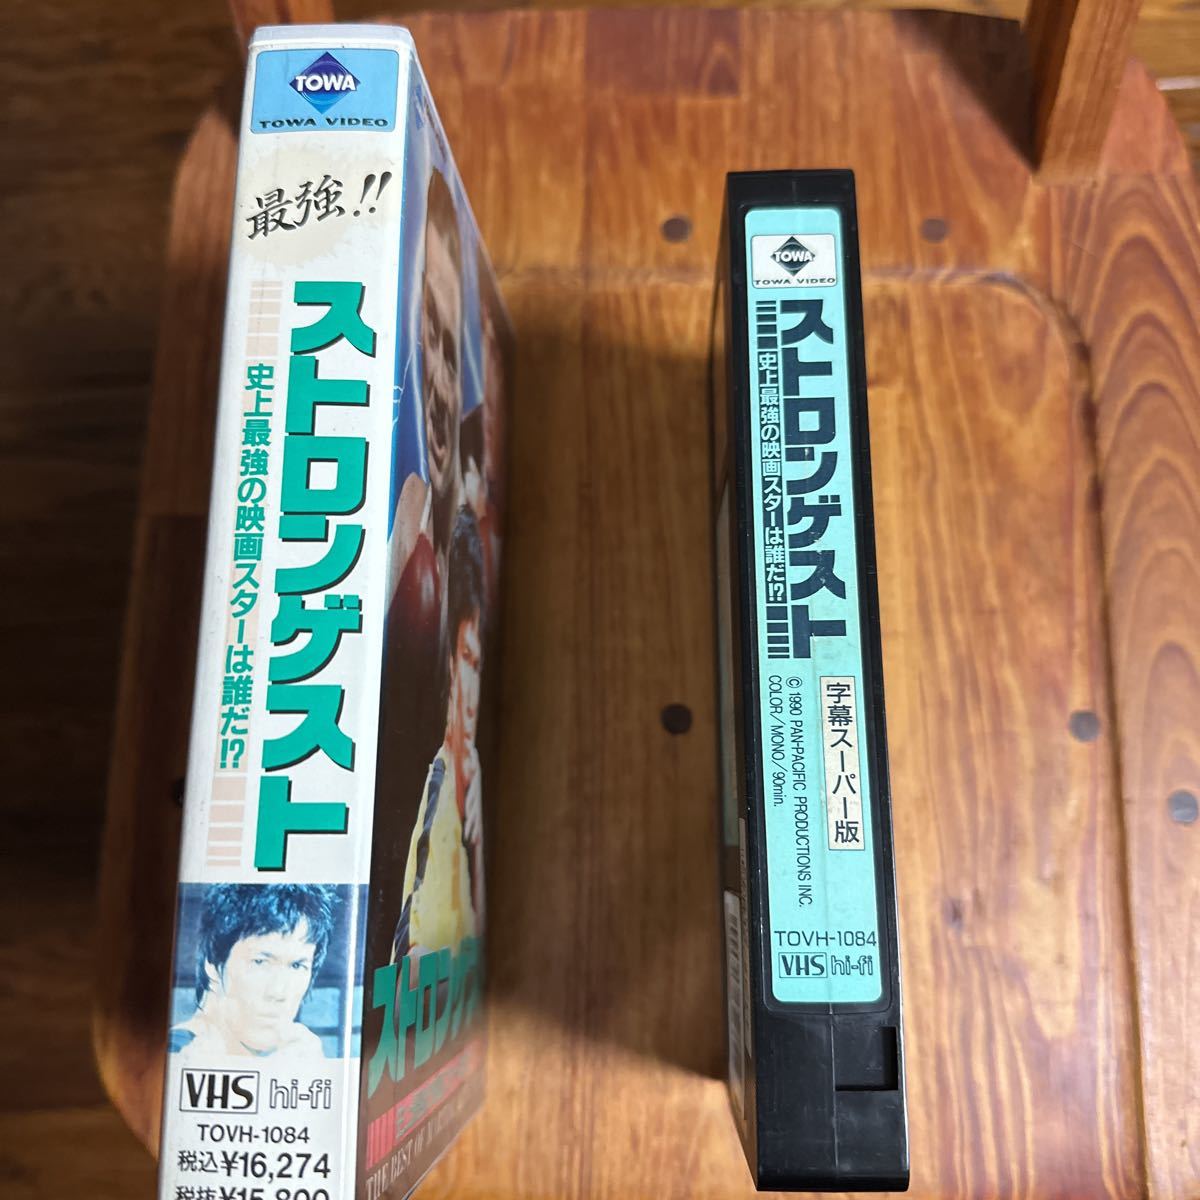 TOWA
TOWA VIDEO
最強!!
ストロンゲスト
史上最強の映画スターは誰だ!?
VHS hi-fi
TOVH-1084
税込¥16,274
税抜¥15,800
ストロンゲ
THE BEST OF
TOWA
TOWA VIDEO
ストロンゲスト
史上最強の映画スターは誰だ!?
字幕スーパー版
© 1990 PAN-PACIFIC PRODUCTIONS INC.
COLOR/MONO/90min.
TOVH-1084
VHS hi-fi